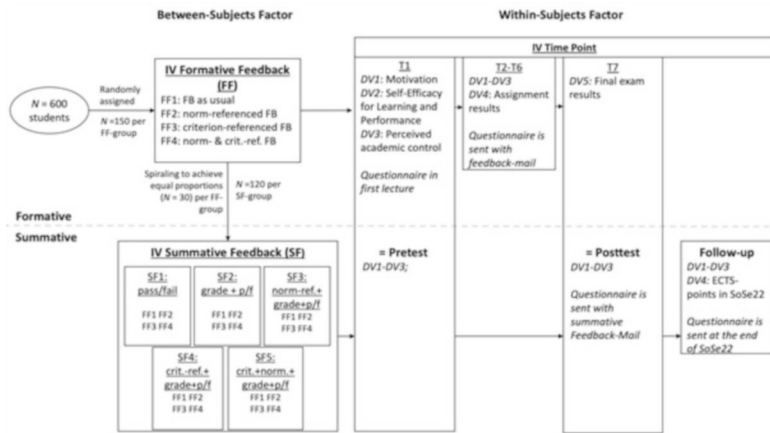 Between-Subjects Factor
Within-Subjects Factor
IV Time Point
N = 600
students
Randomly
assigned
N =150 per
FF-group
IV Formative Feedback
(FF)
FF1: FB as usual
FF2: norm-referenced FB
FF3: criterion-referenced FB
FF4: norm- & crit.-ref. FB
T1
DV1: Motivation
DV2: Self-Efficacy
for Learning and
Performance
DV3: Perceived
academic control
Questionnaire in
first lecture
T2-T6
DV1-DV3
DV4: Assignment
results
Questionnaire is
sent with
feedback-mail
T7
DV5: Final exam
results
Spiraling to achieve
equal proportions
(N = 30) per FF-
group
N =120 per
SF-group
Formative
Summative
IV Summative Feedback (SF)
SF1:
pass/fail
FF1 FF2
FF3 FF4
SF2:
grade + p/f
FF1 FF2
FF3 FF4
SF3:
norm-ref.+
grade+p/f
FF1 FF2
FF3 FF4
SF4:
crit.-ref.+
grade+p/f
FF1 FF2
FF3 FF4
SF5:
crit.+norm.+
grade+p/f
FF1 FF2
FF3 FF4
= Pretest
DV1-DV3;
= Posttest
DV1-DV3
Questionnaire is
sent with
summative
Feedback-Mail
Follow-up
DV1-DV3
DV4: ECTS-
points in SoSe22
Questionnaire is
sent at the end
of SoSe22